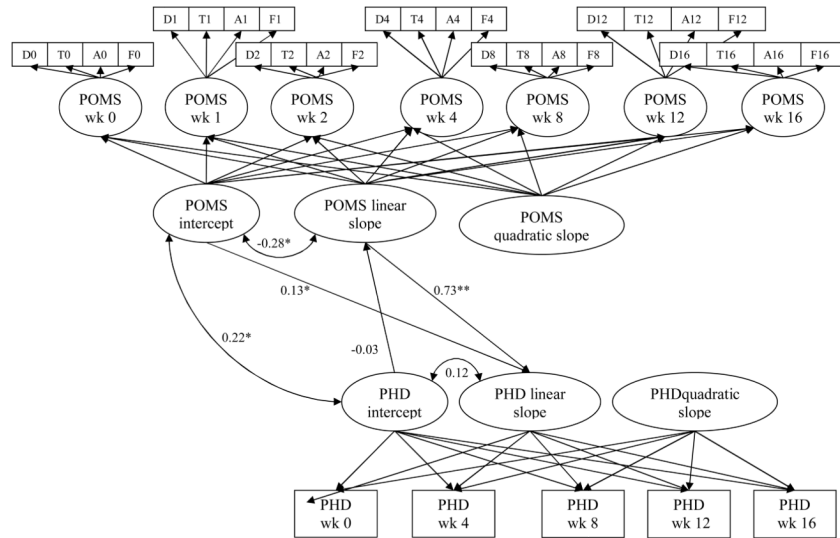 D1 T1 A1 F1
D4 T4 A4 F4
D12 T12 A12 F12
D0 T0 A0 F0
D2 T2 A2 F2
D8 T8 A8 F8
D16 T16 A16 F16
POMS
wk 0
POMS
wk 1
POMS
wk 2
POMS
wk 4
POMS
wk 8
POMS
wk 12
POMS
wk 16
POMS
intercept
POMS linear
slope
POMS
quadratic slope
-0.28*
0.13*
0.73**
0.22*
-0.03
0.12
PHD
intercept
PHD linear
slope
PHDquadratic
slope
PHD
wk 0
PHD
wk 4
PHD
wk 8
PHD
wk 12
PHD
wk 16